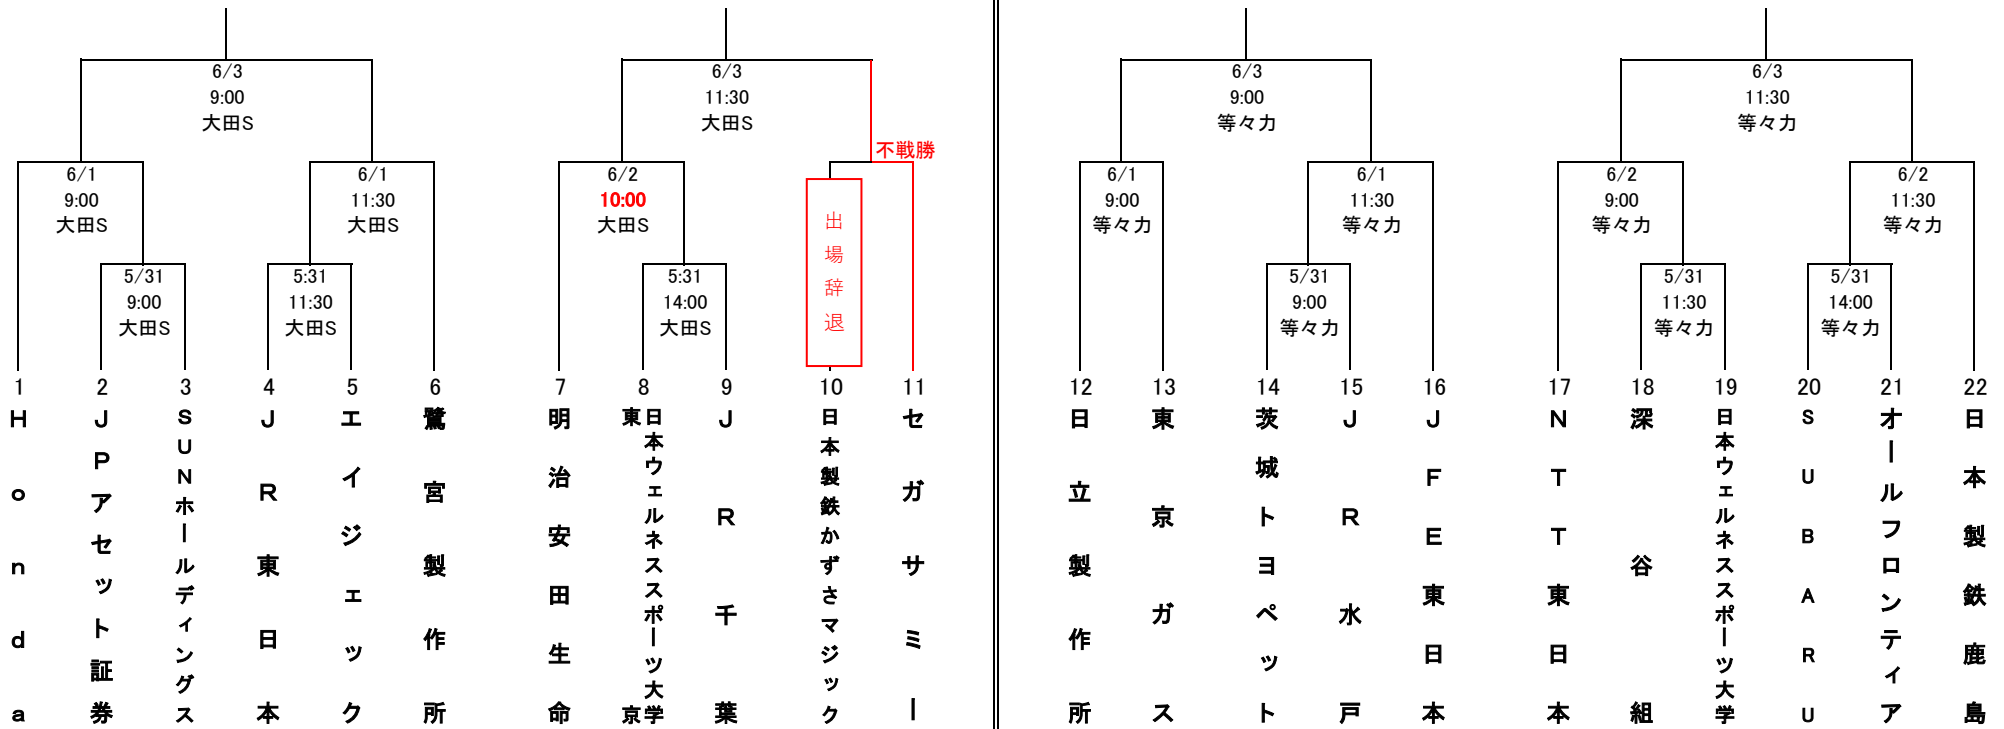 6/3
9:00
大田S
6/3
11:30
大田S
6/3
9:00
等々力
6/3
11:30
等々力
不戦勝
6/1
9:00
大田S
6/1
11:30
大田S
6/2
10:00
大田S
6/1
9:00
等々力
6/1
11:30
等々力
6/2
9:00
等々力
6/2
11:30
等々力
出場辞退
5/31
9:00
大田S
5:31
11:30
大田S
5:31
14:00
大田S
5/31
9:00
等々力
5/31
11:30
等々力
5/31
14:00
等々力
1
Honda
2
JPアセット証券
3
SUNホールディングス
4
JR東日本
5
エイジェック
6
鷺宮製作所
7
明治安田生命
8
日本ウェルネススポーツ大学
東京
9
JR千葉
10
日本製鉄かずさマジック
11
セガサミー
12
日立製作所
13
東京ガス
14
茨城トヨペット
15
JR水戸
16
JFE東日本
17
NTT東日本
18
深谷組
19
日本ウェルネススポーツ大学
20
SUBARU
21
オールフロンティア
22
日本製鉄鹿島